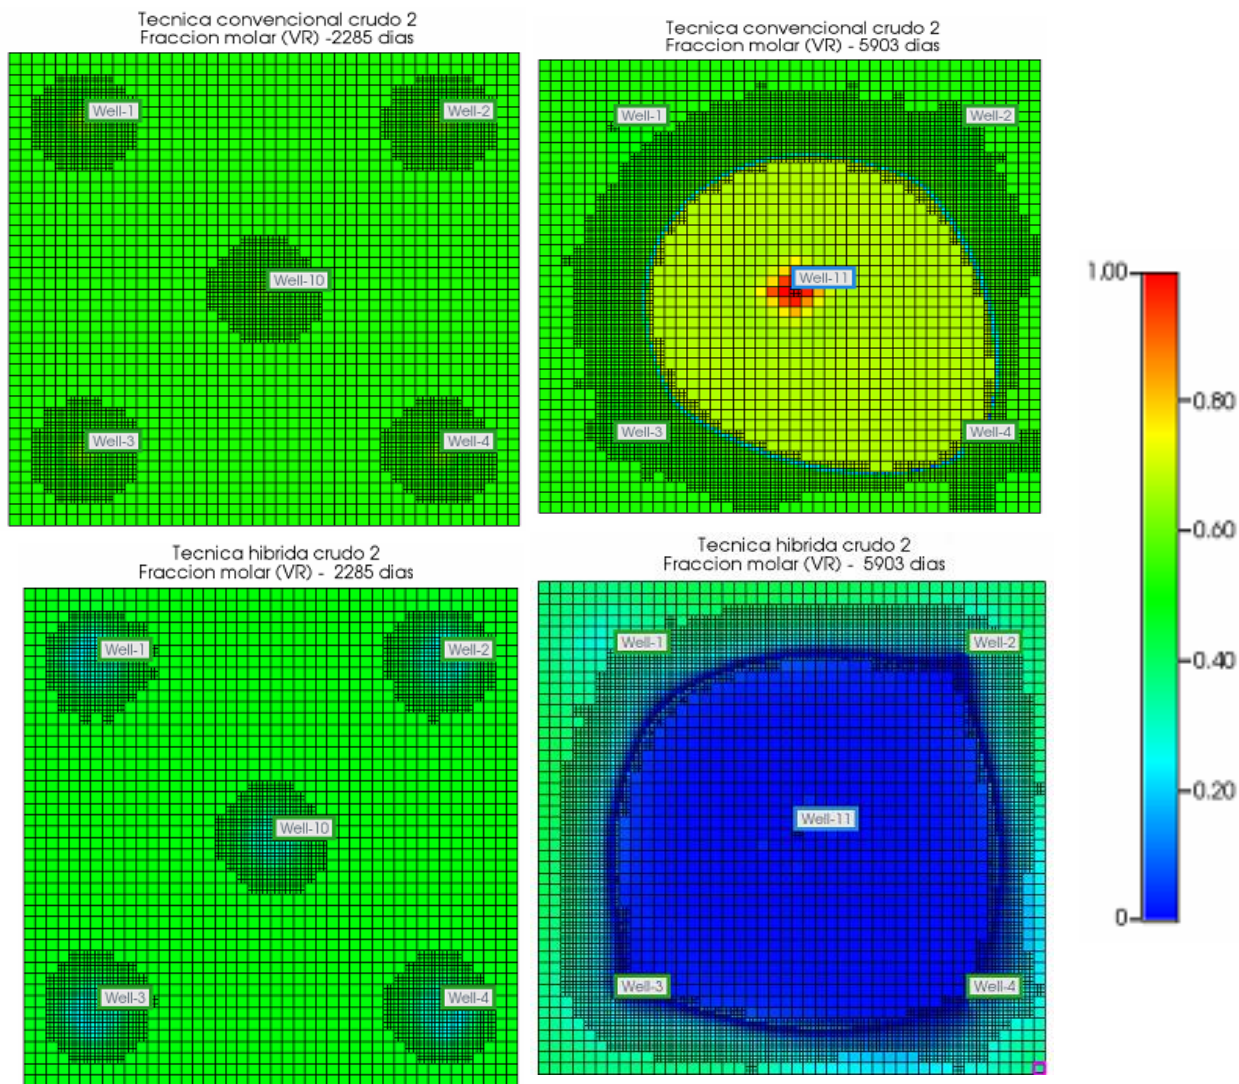 Tecnica convencional crudo 2
Fraccion molar (VR) -2285 dias
Well-1
Well-2
Well-10
Well-3
Well-4
Tecnica convencional crudo 2
Fraccion molar (VR) - 5903 dias
Well-1
Well-2
Well-11
Well-3
Well-4
Tecnica hibrida crudo 2
Fraccion molar (VR) - 2285 dias
Well-1
Well-2
Well-10
Well-3
Well-4
Tecnica hibrida crudo 2
Fraccion molar (VR) - 5903 dias
Well-1
Well-2
Well-11
Well-3
Well-4
1.00
0.80
0.60
0.40
0.20
0